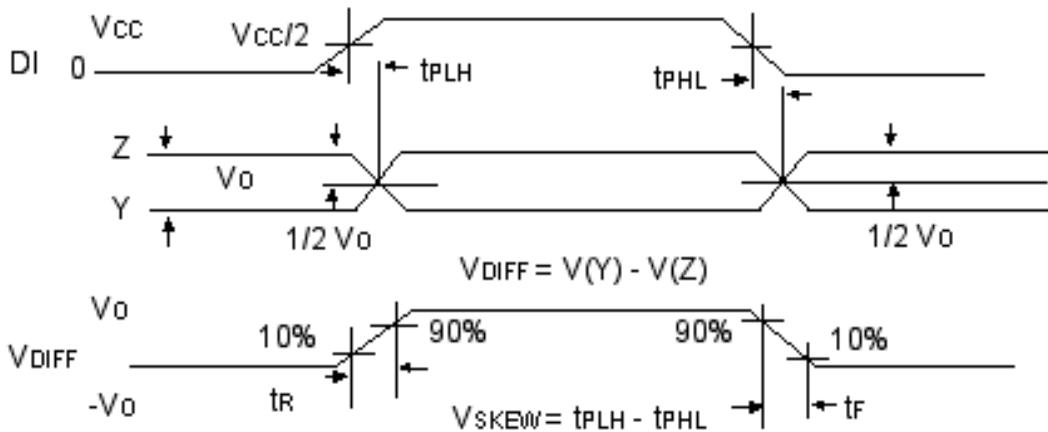 Vcc
Vcc/2
DI 0
tPLH
tPHL
Z
Vo
Y
1/2 Vo
1/2 Vo
VDIFF = V(Y) - V(Z)
Vo
10%
90%
90%
10%
VDIFF
-Vo
tR
VSKEW = tPLH - tPHL
tF